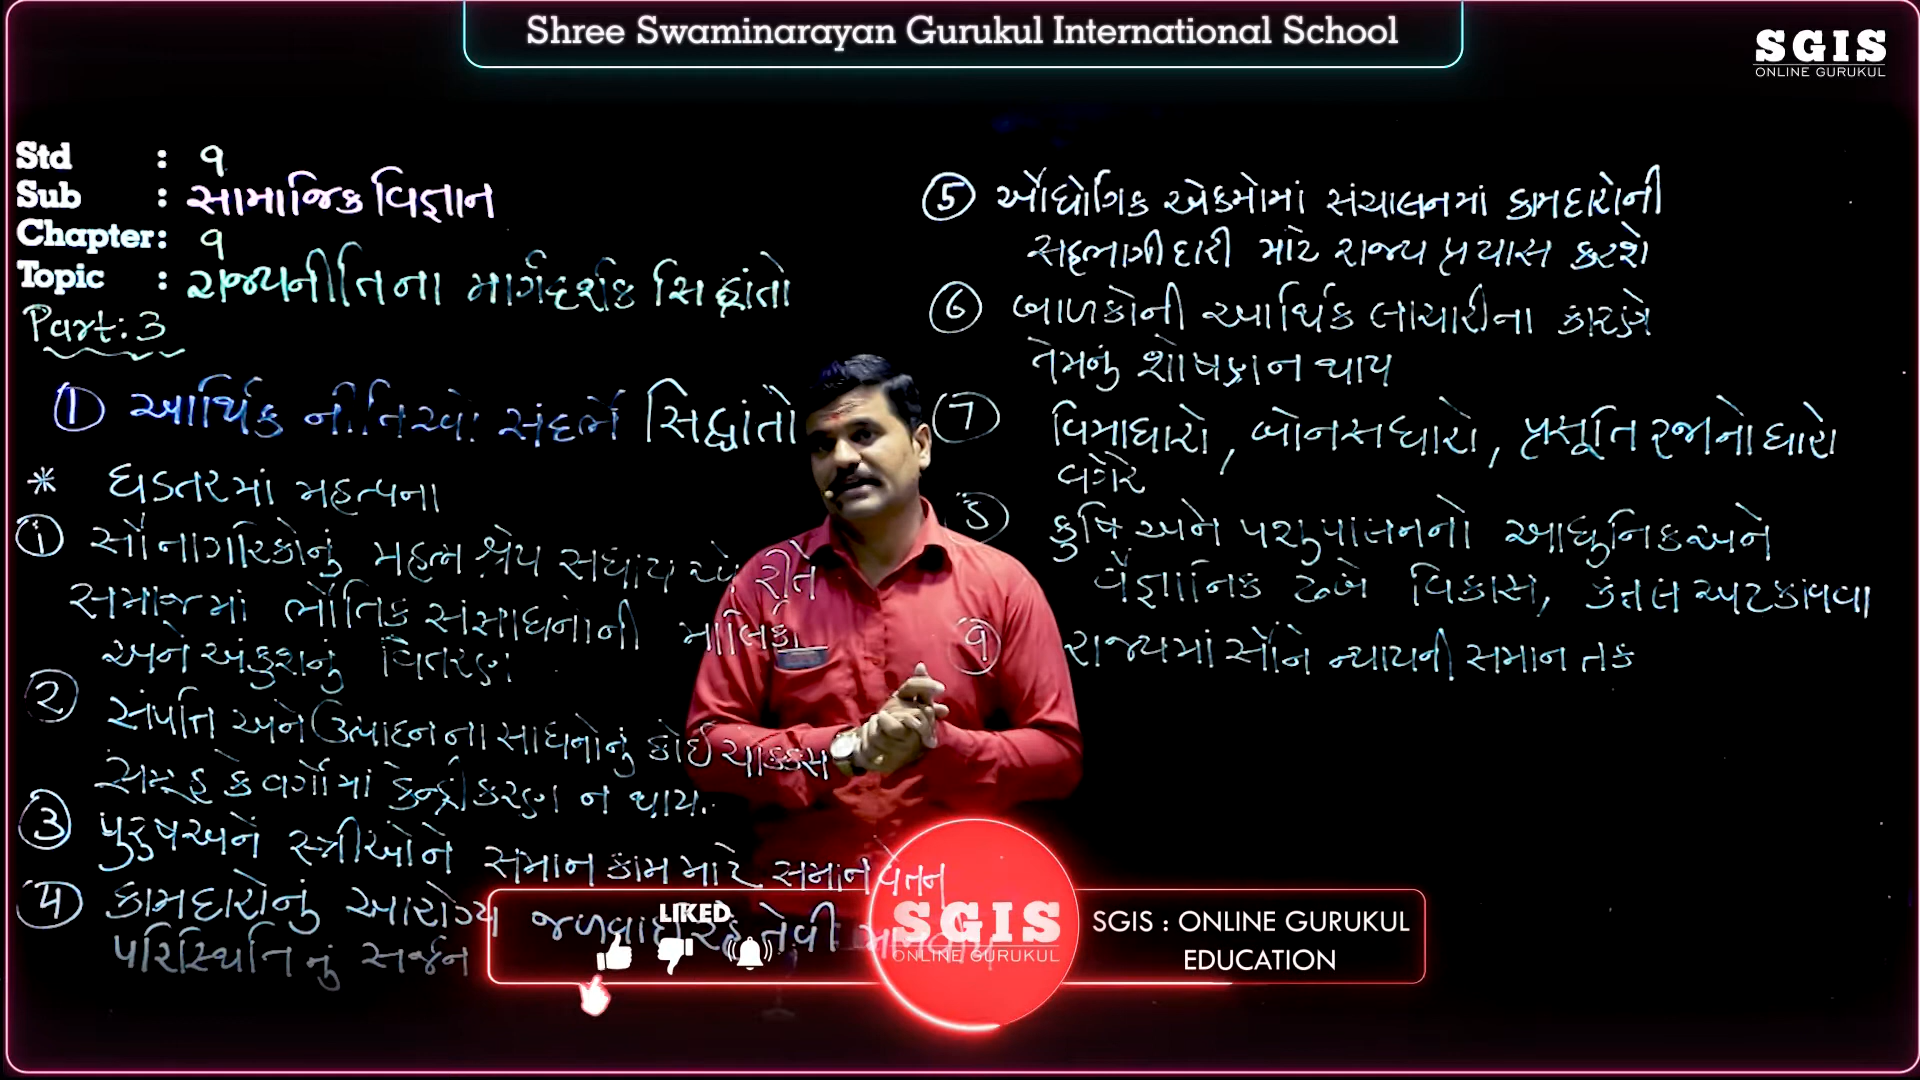 Shree Swaminarayan Gurukul International School
SGIS
ONLINE GURUKUL
Std : ૧
Sub : સામાજિક વિજ્ઞાન
Chapter: ૧
Topic : રાજ્યનીતિના માર્ગદર્શક સિદ્ધાંતો
Part: 3
① આર્થિક નીતિઓ સંદર્ભે સિદ્ધાંતો
* ઘડતરમાં મહત્વના
① સૌ નાગરિકોનું મહત્મ શ્રેય સધાય એ રીતે
સમાજમાં ભૌતિક સંસાધનોની માલિકી
અને અંકુશનું વિતરણ
② સંપત્તિ અને ઉત્પાદનના સાધનોનું કોઈ ચોક્કસ
સમૂહ કે વર્ગોમાં કેન્દ્રીકરણ ન થાય.
③ પુરુષ અને સ્ત્રીઓને સમાન કામ માટે સમાન વેતન
④ કામદારોનું આરોગ્ય જળવાઈ રહે તેવી માનવીય
પરિસ્થિતિનું સર્જન
⑤ ઔદ્યોગિક એકમોમાં સંચાલનમાં કામદારોની
સહભાગીદારી માટે રાજ્ય પ્રયાસ કરશે
⑥ બાળકોની આર્થિક લાચારીના કારણે
તેમનું શોષણ ન થાય
⑦ વિમાધારો, બોનસધારો, પ્રસૂતિ રજાનો ધારો
વગેરે
કૃષિ અને પશુપાલનનો આધુનિક અને
વૈજ્ઞાનિક ઢબે વિકાસ, કતલ અટકાવવા
૯ રાજ્યમાં સૌને ન્યાયની સમાન તક
LIKED
SGIS
ONLINE GURUKUL
SGIS : ONLINE GURUKUL
EDUCATION